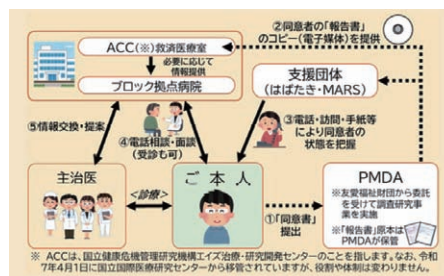 ②同意者の「報告書」
のコピー(電子媒体)を提供
ACC(※)救済医療室
必要に応じて
情報提供
ブロック拠点病院
支援団体
(はばたき・MARS)
⑤情報交換・提案
④電話相談・面談
(受診も可)
③電話・訪問・手紙等
により同意者の
状態を把握
主治医
<診療>
ご本人
PMDA
※友愛福祉財団から委託
を受けて調査研究事
業を実施
※「報告書」原本は
PMDAが保管
①「同意書」
提出
※ ACCは、国立健康危機管理研究機構エイズ治療・研究開発センターのことを指します。なお、令和
7年4月1日に国立国際医療研究センターから移管されていますが、役割や体制は変わりません。